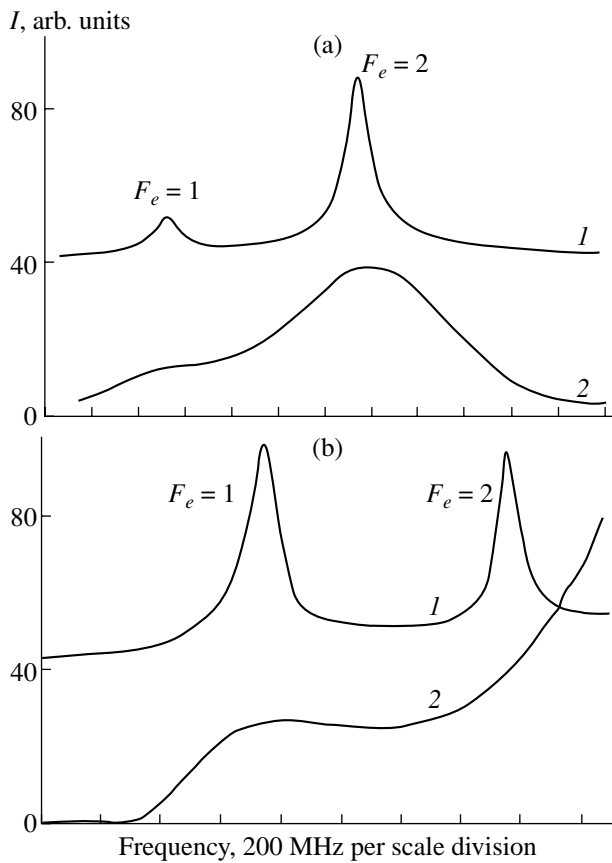 I, arb. units
(a)
F_e = 2
80
F_e = 1
1
40
2
0
(b)
F_e = 1
F_e = 2
80
1
40
2
0
Frequency, 200 MHz per scale division